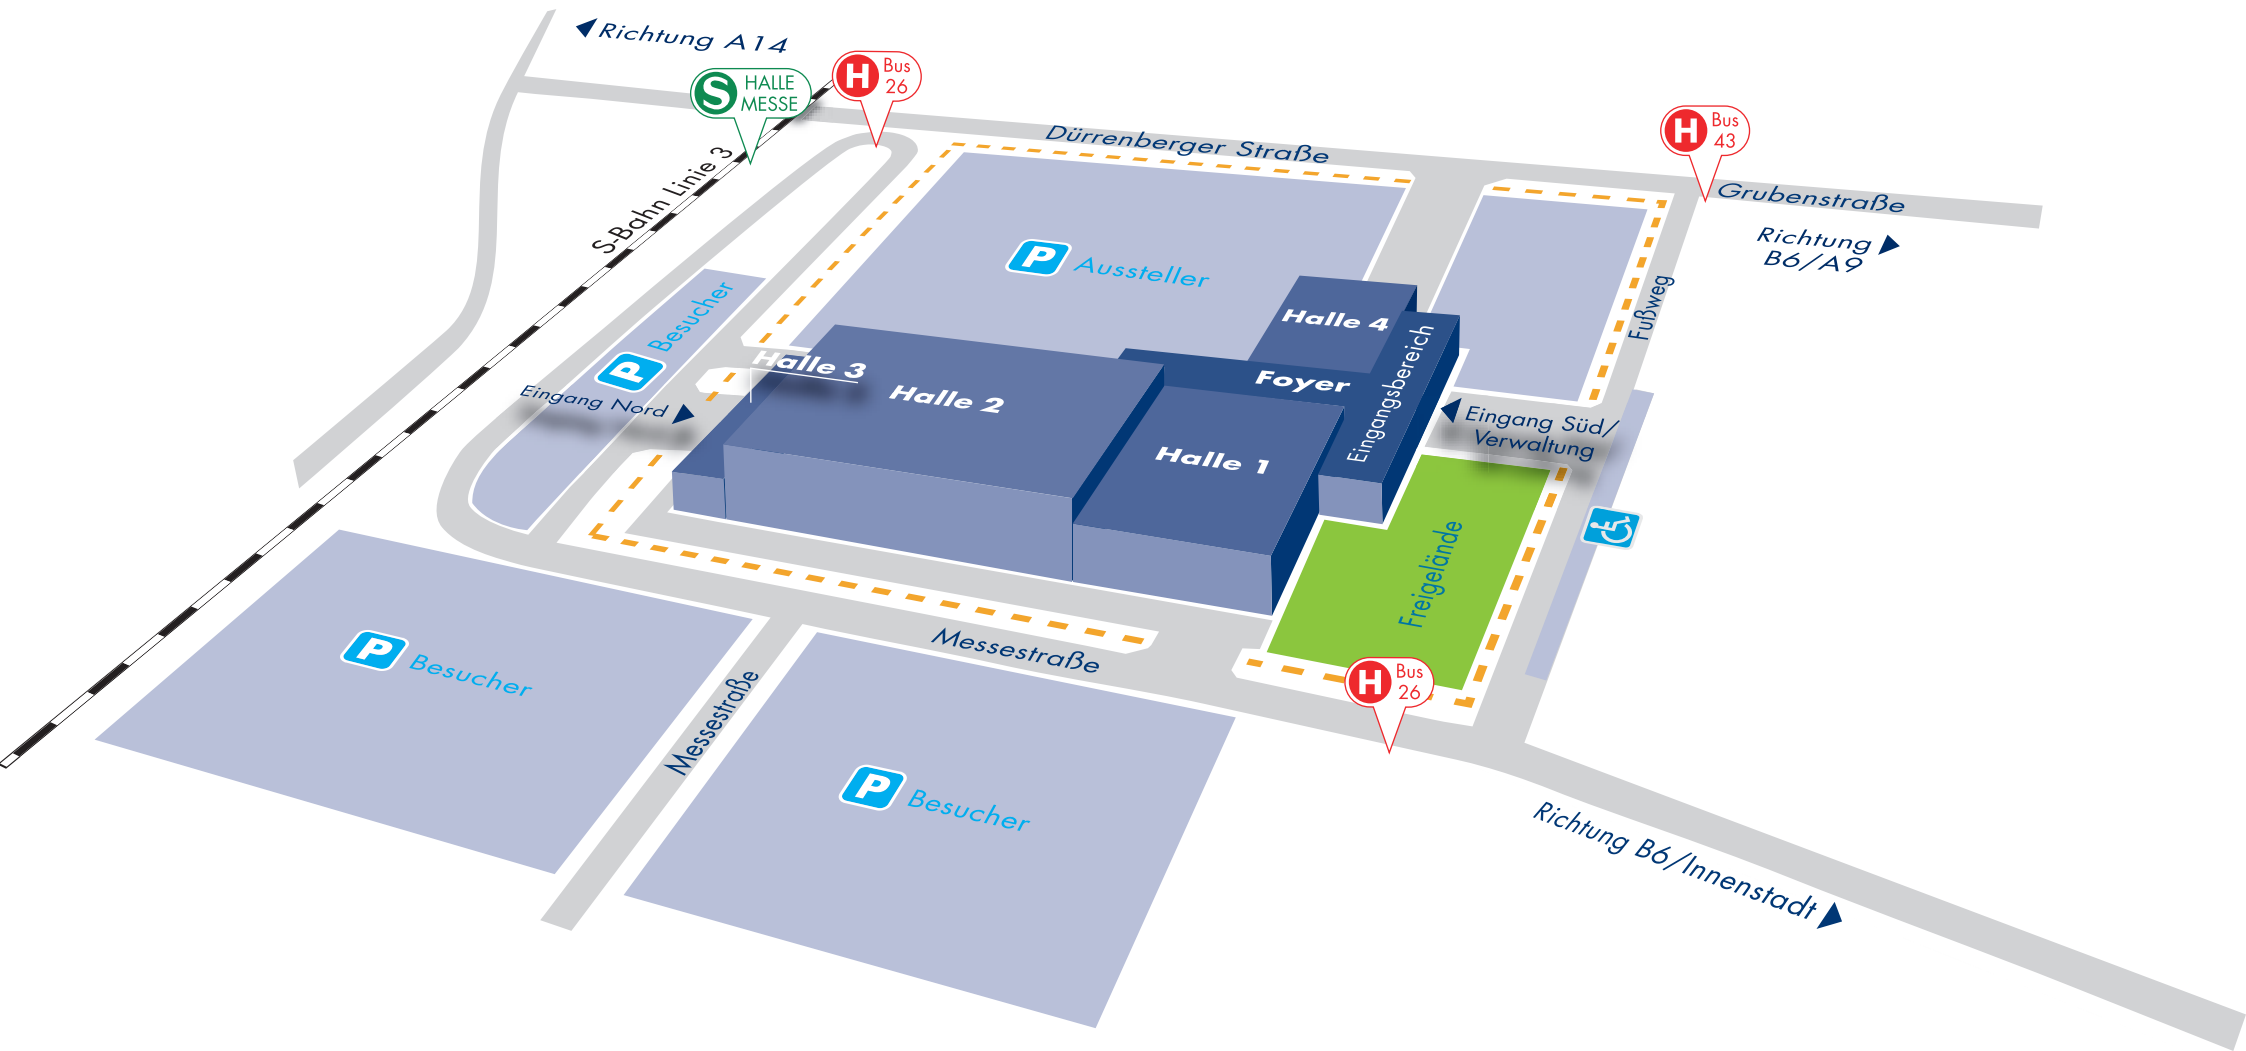 Richtung A14
S HALLE
MESSE
H Bus
26
Dürrenberger Straße
H Bus
43
Grubenstraße
Richtung
B6/A9
S-Bahn Linie 3
P Aussteller
Fußweg
P Besucher
Eingang Nord
Halle 3
Halle 2
Halle 4
Foyer
Eingangsbereich
Halle 1
Eingang Süd/
Verwaltung
Freigelände
Messestraße
H Bus
26
P Besucher
Messestraße
P Besucher
Richtung B6/Innenstadt